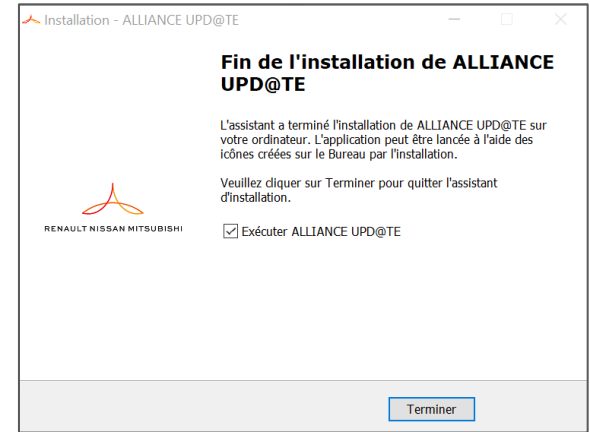 Installation - ALLIANCE UPD@TE
Fin de l'installation de ALLIANCE
UPD@TE
L'assistant a terminé l'installation de ALLIANCE UPD@TE sur
votre ordinateur. L'application peut être lancée à l'aide des
icônes créées sur le Bureau par l'installation.
Veuillez cliquer sur Terminer pour quitter l'assistant
d'installation.
RENAULT NISSAN MITSUBISHI
Exécuter ALLIANCE UPD@TE
Terminer